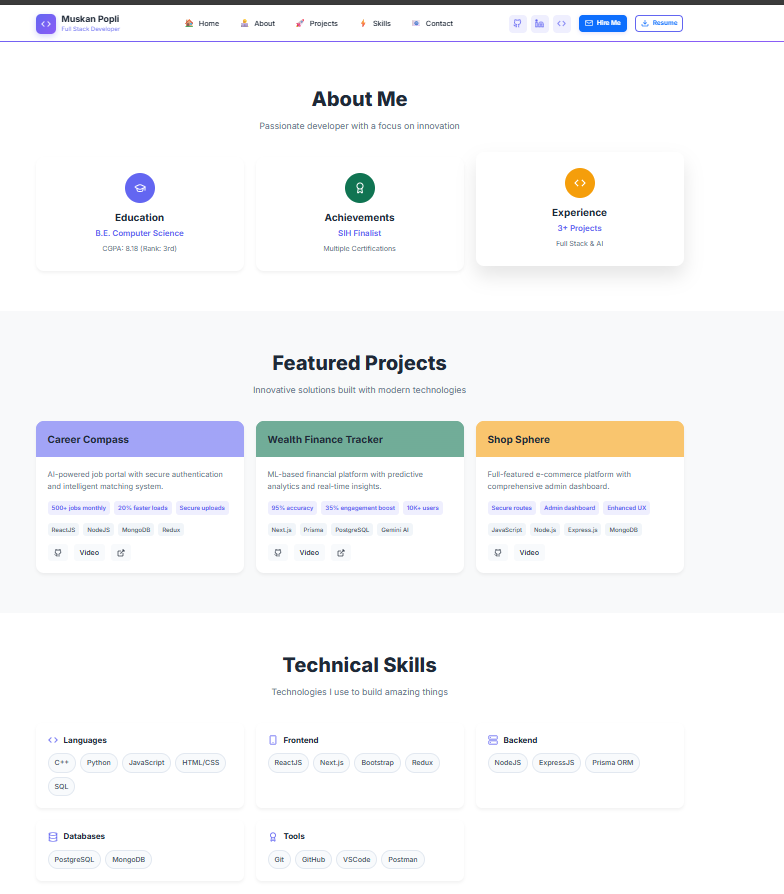 Muskan Popli
Full Stack Developer
Home About Projects Skills Contact Hire Me Resume
About Me
Passionate developer with a focus on innovation
Education
B.E. Computer Science
CGPA: 8.18 (Rank: 3rd)
Achievements
SIH Finalist
Multiple Certifications
Experience
3+ Projects
Full Stack & AI
Featured Projects
Innovative solutions built with modern technologies
Career Compass
AI-powered job portal with secure authentication
and intelligent matching system.
500+ jobs monthly 20% faster loads Secure uploads
ReactJS NodeJS MongoDB Redux
Video
Wealth Finance Tracker
ML-based financial platform with predictive
analytics and real-time insights.
95% accuracy 35% engagement boost 10K+ users
Next.js Prisma PostgreSQL Gemini AI
Video
Shop Sphere
Full-featured e-commerce platform with
comprehensive admin dashboard.
Secure routes Admin dashboard Enhanced UX
JavaScript Node.js Express.js MongoDB
Video
Technical Skills
Technologies I use to build amazing things
Languages
C++ Python JavaScript HTML/CSS
SQL
Frontend
ReactJS Next.js Bootstrap Redux
Backend
NodeJS ExpressJS Prisma ORM
Databases
PostgreSQL MongoDB
Tools
Git GitHub VSCode Postman